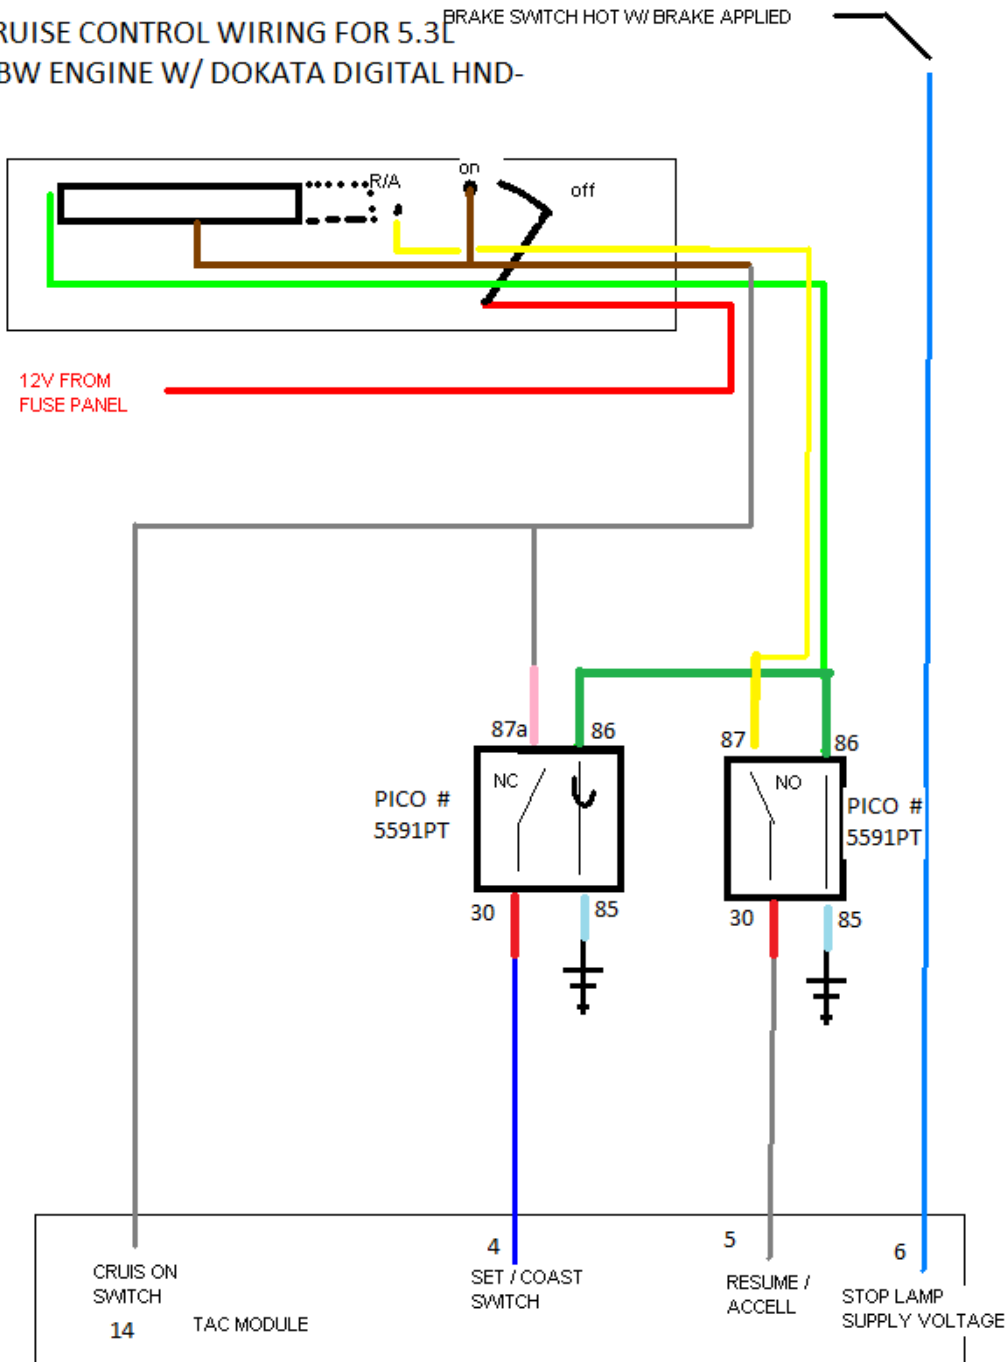 BRAKE SWITCH HOT W/ BRAKE APPLIED
RUISE CONTROL WIRING FOR 5.3L
BW ENGINE W/ DOKATA DIGITAL HND-
R/A
on
off
12V FROM
FUSE PANEL
87a
86
87
86
NC
NO
PICO #
5591PT
PICO #
5591PT
30
85
30
85
4
5
6
CRUIS ON
SWITCH
14
TAC MODULE
SET / COAST
SWITCH
RESUME /
ACCELL
STOP LAMP
SUPPLY VOLTAGE